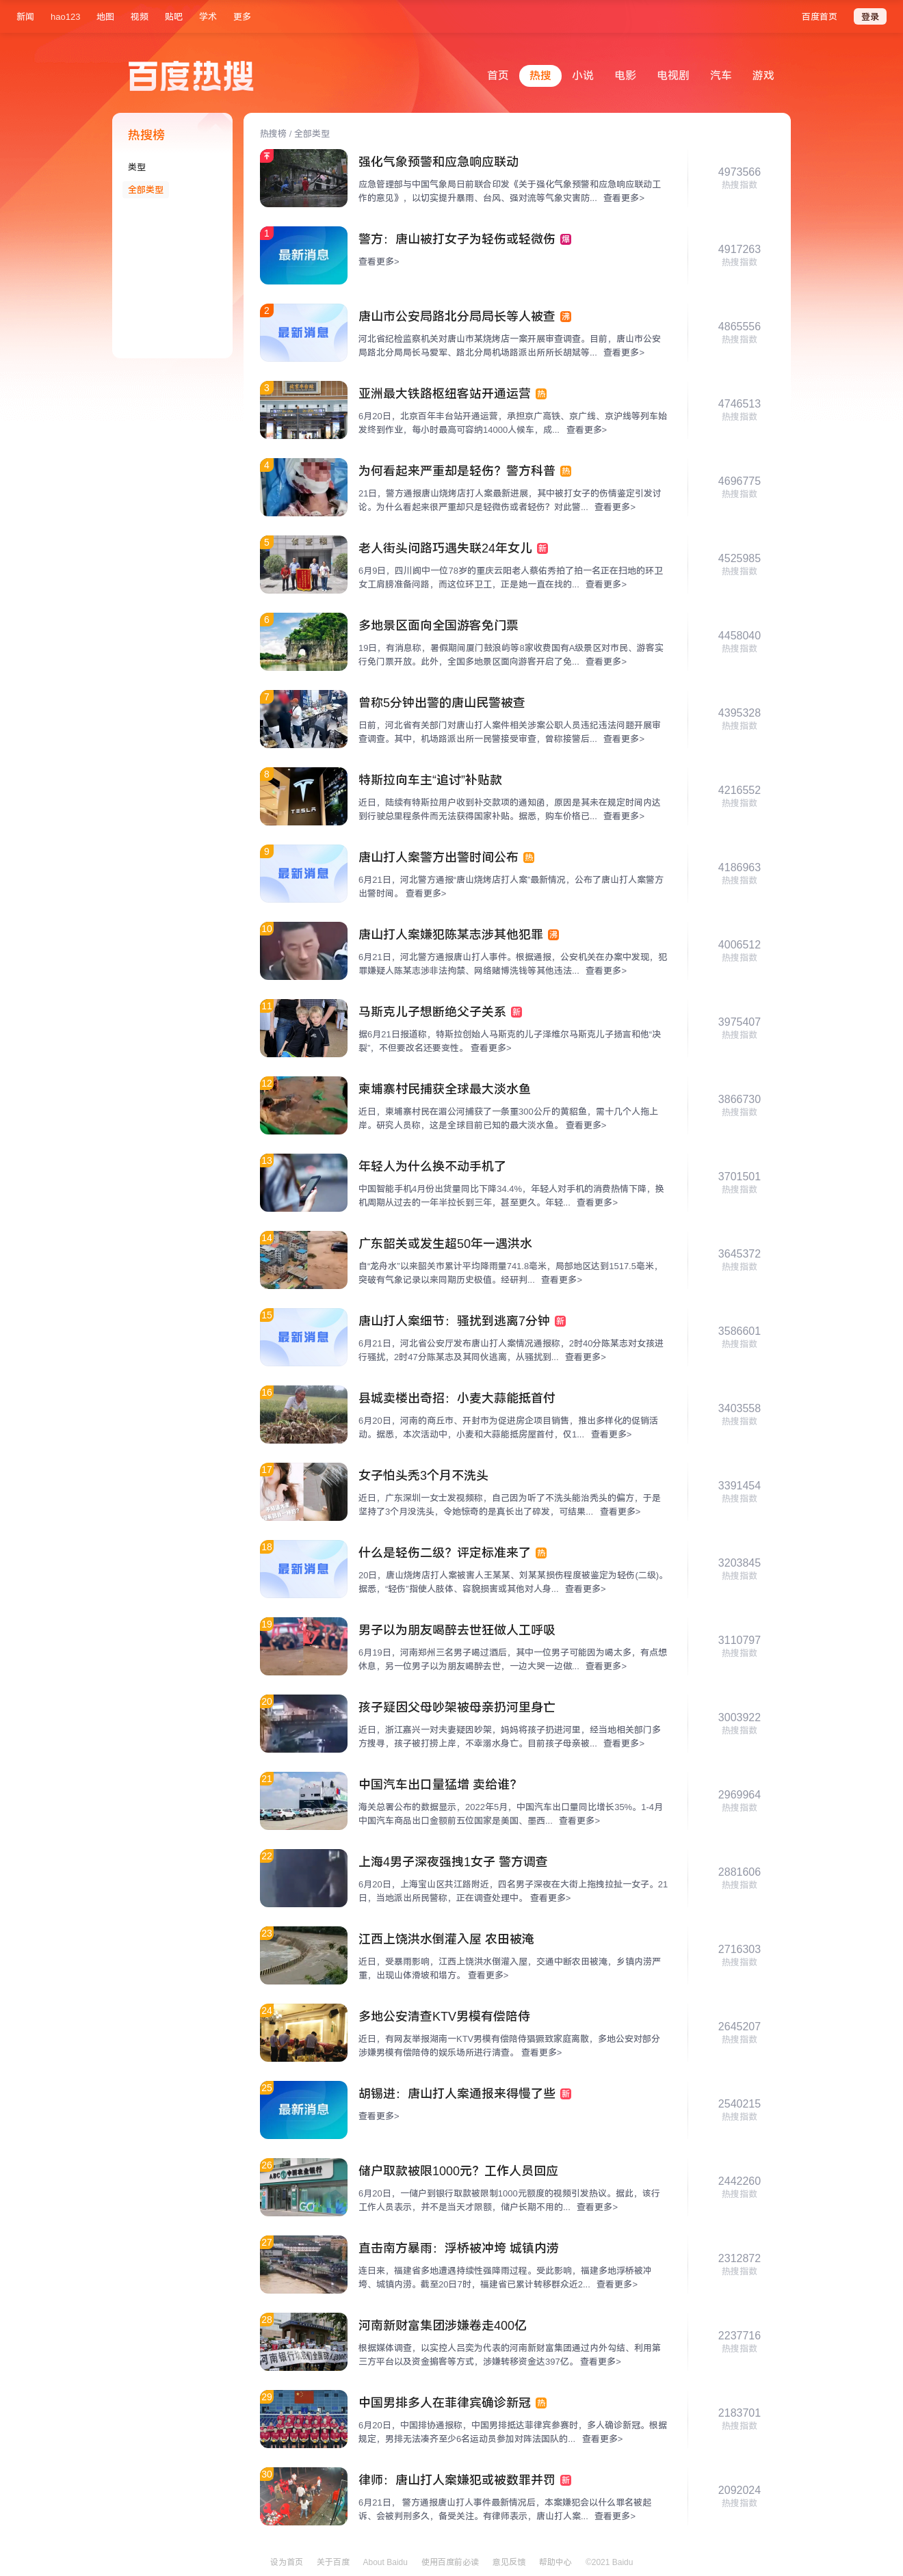 新闻 hao123 地图 视频 贴吧 学术 更多 百度首页 登录
百度热搜
首页 热搜 小说 电影 电视剧 汽车 游戏
热搜榜
类型
全部类型
热搜榜 / 全部类型
强化气象预警和应急响应联动
应急管理部与中国气象局日前联合印发《关于强化气象预警和应急响应联动工
作的意见》，以切实提升暴雨、台风、强对流等气象灾害防... 查看更多>
4973566
热搜指数
1
最新消息
警方：唐山被打女子为轻伤或轻微伤 爆
查看更多>
4917263
热搜指数
2
最新消息
唐山市公安局路北分局局长等人被查 沸
河北省纪检监察机关对唐山市某烧烤店一案开展审查调查。目前，唐山市公安
局路北分局局长马爱军、路北分局机场路派出所所长胡斌等... 查看更多>
4865556
热搜指数
3
亚洲最大铁路枢纽客站开通运营 热
6月20日，北京百年丰台站开通运营，承担京广高铁、京广线、京沪线等列车始
发终到作业，每小时最高可容纳14000人候车，成... 查看更多>
4746513
热搜指数
4
为何看起来严重却是轻伤？警方科普 热
21日，警方通报唐山烧烤店打人案最新进展，其中被打女子的伤情鉴定引发讨
论。为什么看起来很严重却只是轻微伤或者轻伤？对此警... 查看更多>
4696775
热搜指数
5
老人街头问路巧遇失联24年女儿 新
6月9日，四川阆中一位78岁的重庆云阳老人蔡佑秀拍了拍一名正在扫地的环卫
女工肩膀准备问路，而这位环卫工，正是她一直在找的... 查看更多>
4525985
热搜指数
6
多地景区面向全国游客免门票
19日，有消息称，暑假期间厦门鼓浪屿等8家收费国有A级景区对市民、游客实
行免门票开放。此外，全国多地景区面向游客开启了免... 查看更多>
4458040
热搜指数
7
曾称5分钟出警的唐山民警被查
日前，河北省有关部门对唐山打人案件相关涉案公职人员违纪违法问题开展审
查调查。其中，机场路派出所一民警接受审查，曾称接警后... 查看更多>
4395328
热搜指数
8
特斯拉向车主“追讨”补贴款
近日，陆续有特斯拉用户收到补交款项的通知函，原因是其未在规定时间内达
到行驶总里程条件而无法获得国家补贴。据悉，购车价格已... 查看更多>
4216552
热搜指数
9
最新消息
唐山打人案警方出警时间公布 热
6月21日，河北警方通报“唐山烧烤店打人案”最新情况，公布了唐山打人案警方
出警时间。 查看更多>
4186963
热搜指数
10
唐山打人案嫌犯陈某志涉其他犯罪 沸
6月21日，河北警方通报唐山打人事件。根据通报，公安机关在办案中发现，犯
罪嫌疑人陈某志涉非法拘禁、网络赌博洗钱等其他违法... 查看更多>
4006512
热搜指数
11
马斯克儿子想断绝父子关系 新
据6月21日报道称，特斯拉创始人马斯克的儿子泽维尔马斯克儿子扬言和他“决
裂”，不但要改名还要变性。 查看更多>
3975407
热搜指数
12
柬埔寨村民捕获全球最大淡水鱼
近日，柬埔寨村民在湄公河捕获了一条重300公斤的黄貂鱼，需十几个人拖上
岸。研究人员称，这是全球目前已知的最大淡水鱼。 查看更多>
3866730
热搜指数
13
年轻人为什么换不动手机了
中国智能手机4月份出货量同比下降34.4%，年轻人对手机的消费热情下降，换
机周期从过去的一年半拉长到三年，甚至更久。年轻... 查看更多>
3701501
热搜指数
14
广东韶关或发生超50年一遇洪水
自“龙舟水”以来韶关市累计平均降雨量741.8毫米，局部地区达到1517.5毫米，
突破有气象记录以来同期历史极值。经研判... 查看更多>
3645372
热搜指数
15
最新消息
唐山打人案细节：骚扰到逃离7分钟 新
6月21日，河北省公安厅发布唐山打人案情况通报称，2时40分陈某志对女孩进
行骚扰，2时47分陈某志及其同伙逃离，从骚扰到... 查看更多>
3586601
热搜指数
16
县城卖楼出奇招：小麦大蒜能抵首付
6月20日，河南的商丘市、开封市为促进房企项目销售，推出多样化的促销活
动。据悉，本次活动中，小麦和大蒜能抵房屋首付，仅1... 查看更多>
3403558
热搜指数
17
女子怕头秃3个月不洗头
近日，广东深圳一女士发视频称，自己因为听了不洗头能治秃头的偏方，于是
坚持了3个月没洗头，令她惊奇的是真长出了碎发，可结果... 查看更多>
3391454
热搜指数
18
最新消息
什么是轻伤二级？评定标准来了 热
20日，唐山烧烤店打人案被害人王某某、刘某某损伤程度被鉴定为轻伤(二级)。
据悉，“轻伤”指使人肢体、容貌损害或其他对人身... 查看更多>
3203845
热搜指数
19
男子以为朋友喝醉去世狂做人工呼吸
6月19日，河南郑州三名男子喝过酒后，其中一位男子可能因为喝太多，有点想
休息，另一位男子以为朋友喝醉去世，一边大哭一边做... 查看更多>
3110797
热搜指数
20
孩子疑因父母吵架被母亲扔河里身亡
近日，浙江嘉兴一对夫妻疑因吵架，妈妈将孩子扔进河里，经当地相关部门多
方搜寻，孩子被打捞上岸，不幸溺水身亡。目前孩子母亲被... 查看更多>
3003922
热搜指数
21
中国汽车出口量猛增 卖给谁?
海关总署公布的数据显示，2022年5月，中国汽车出口量同比增长35%。1-4月
中国汽车商品出口金额前五位国家是美国、墨西... 查看更多>
2969964
热搜指数
22
上海4男子深夜强拽1女子 警方调查
6月20日，上海宝山区共江路附近，四名男子深夜在大街上拖拽拉扯一女子。21
日，当地派出所民警称，正在调查处理中。 查看更多>
2881606
热搜指数
23
江西上饶洪水倒灌入屋 农田被淹
近日，受暴雨影响，江西上饶洪水倒灌入屋，交通中断农田被淹，乡镇内涝严
重，出现山体滑坡和塌方。 查看更多>
2716303
热搜指数
24
多地公安清查KTV男模有偿陪侍
近日，有网友举报湖南一KTV男模有偿陪侍猖獗致家庭离散，多地公安对部分
涉嫌男模有偿陪侍的娱乐场所进行清查。 查看更多>
2645207
热搜指数
25
最新消息
胡锡进：唐山打人案通报来得慢了些 新
查看更多>
2540215
热搜指数
26
储户取款被限1000元？工作人员回应
6月20日，一储户到银行取款被限制1000元额度的视频引发热议。据此，该行
工作人员表示，并不是当天才限额，储户长期不用的... 查看更多>
2442260
热搜指数
27
直击南方暴雨：浮桥被冲垮 城镇内涝
连日来，福建省多地遭遇持续性强降雨过程。受此影响，福建多地浮桥被冲
垮、城镇内涝。截至20日7时，福建省已累计转移群众近2... 查看更多>
2312872
热搜指数
28
河南新财富集团涉嫌卷走400亿
根据媒体调查，以实控人吕奕为代表的河南新财富集团通过内外勾结、利用第
三方平台以及资金掮客等方式，涉嫌转移资金达397亿。 查看更多>
2237716
热搜指数
29
中国男排多人在菲律宾确诊新冠 热
6月20日，中国排协通报称，中国男排抵达菲律宾参赛时，多人确诊新冠。根据
规定，男排无法凑齐至少6名运动员参加对阵法国队的... 查看更多>
2183701
热搜指数
30
律师：唐山打人案嫌犯或被数罪并罚 新
6月21日， 警方通报唐山打人事件最新情况后，本案嫌犯会以什么罪名被起
诉、会被判刑多久，备受关注。有律师表示，唐山打人案... 查看更多>
2092024
热搜指数
设为首页 关于百度 About Baidu 使用百度前必读 意见反馈 帮助中心 ©2021 Baidu